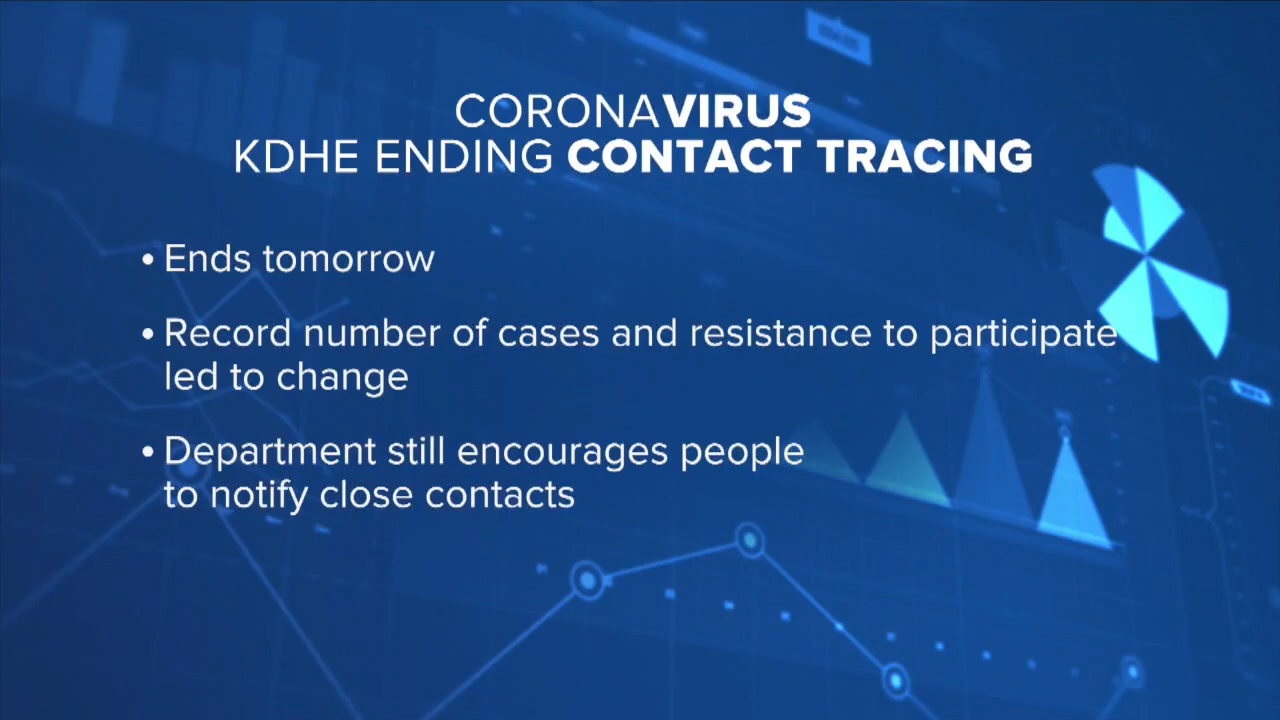 CORONAVIRUS
KDHE ENDING CONTACT TRACING
• Ends tomorrow
• Record number of cases and resistance to participate
led to change
• Department still encourages people
to notify close contacts